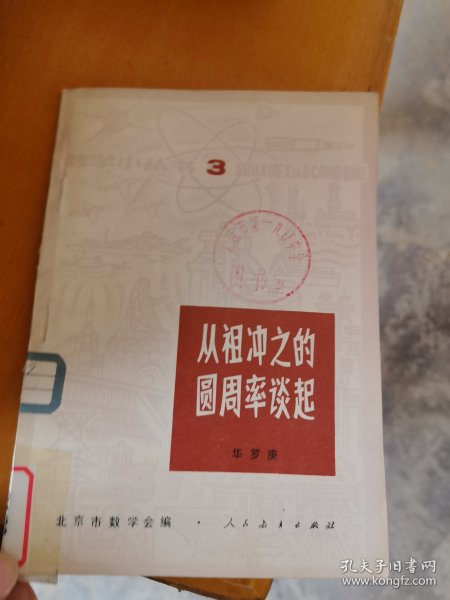 3
SHUXUEXIAOCONGSHU
从祖冲之的
圆周率谈起
华罗庚
北京市数学会编 · 人民教育出版社
孔夫子旧书网
www.kongfz.com